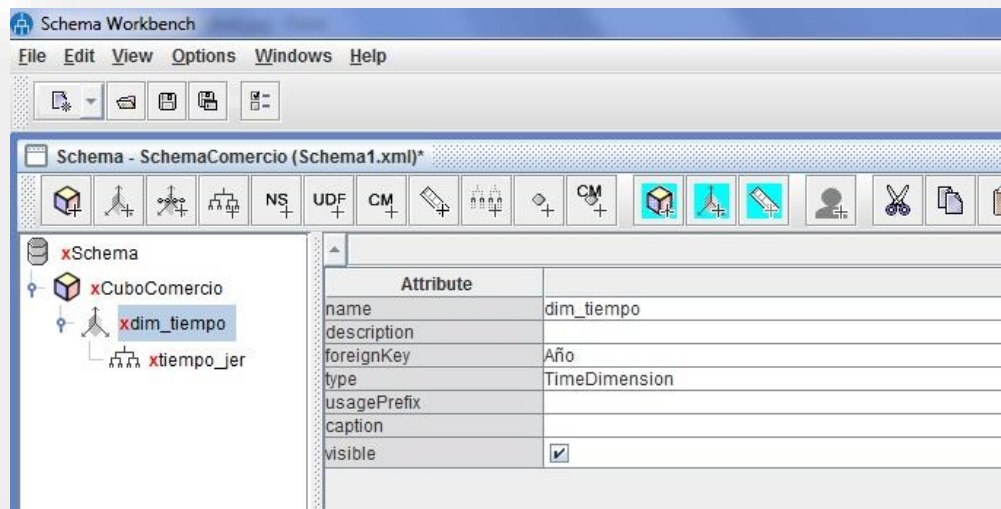 Schema Workbench
File Edit View Options Windows Help
Schema - SchemaComercio (Schema1.xml)*
NS UDF CM CM
xSchema
xCuboComercio
xdim_tiempo
xtiempo_jer
Attribute
name dim_tiempo
description
foreignKey Año
type TimeDimension
usagePrefix
caption
visible